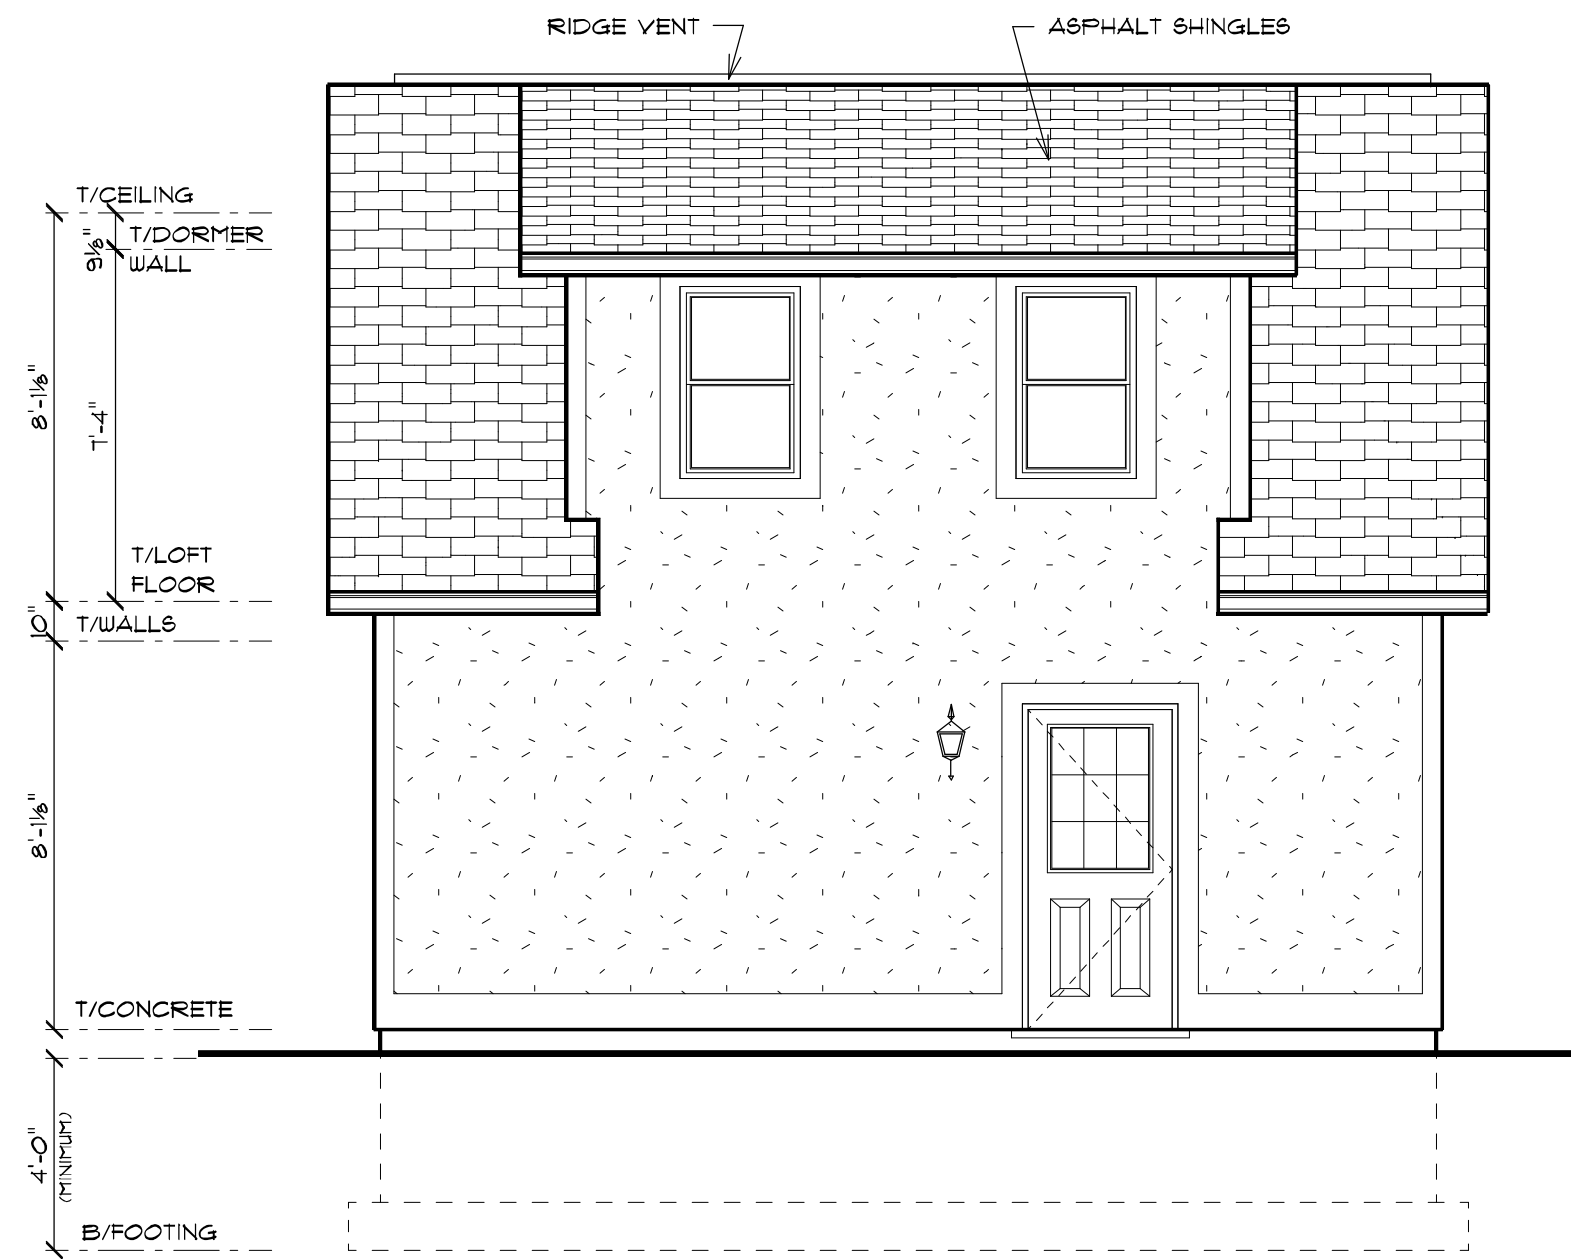 RIDGE VENT
ASPHALT SHINGLES
T/CEILING
T/DORMER
WALL
9⅛"
8'-1⅛"
7'-4"
T/LOFT
FLOOR
10"
T/WALLS
8'-1⅛"
T/CONCRETE
4'-0"
(MINIMUM)
B/FOOTING